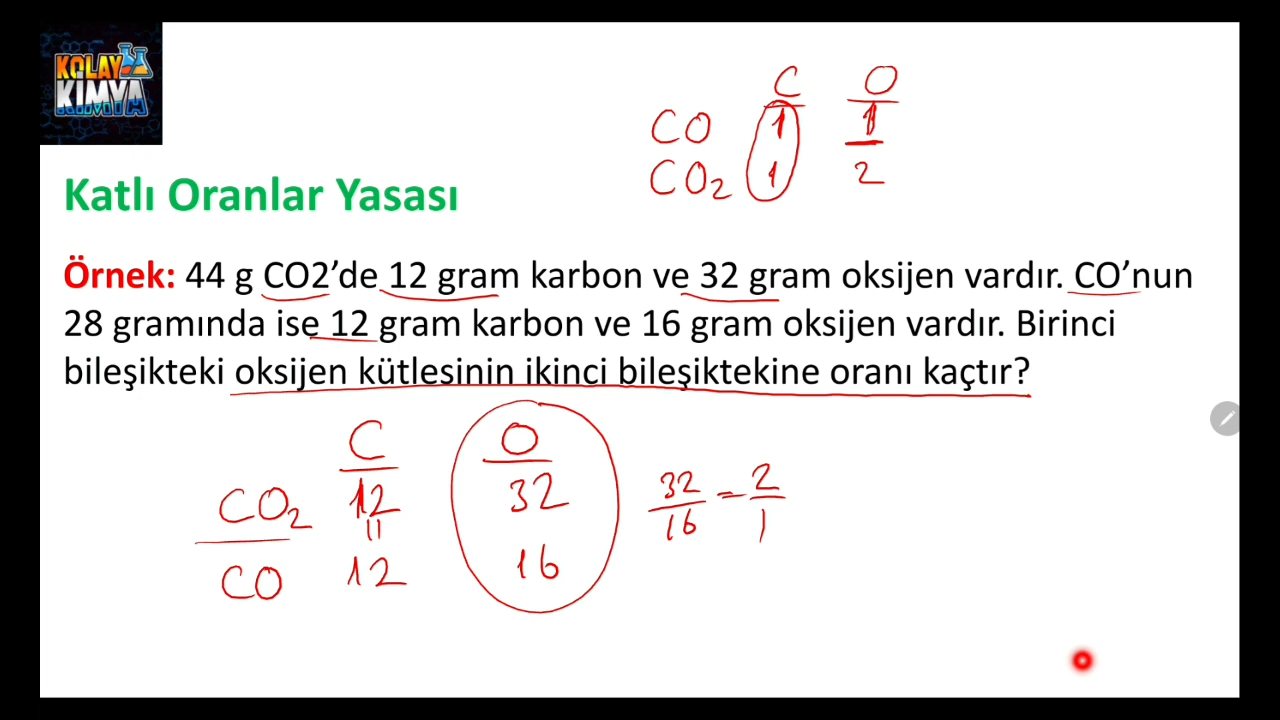 KOLAY
KİMYA
C O
CO 1 1
CO2 1 2
Katlı Oranlar Yasası
Örnek: 44 g CO2’de 12 gram karbon ve 32 gram oksijen vardır. CO’nun
28 gramında ise 12 gram karbon ve 16 gram oksijen vardır. Birinci
bileşikteki oksijen kütlesinin ikinci bileşiktekine oranı kaçtır?
C O
CO2 12 32 32/16 = 2/1
CO 12 16